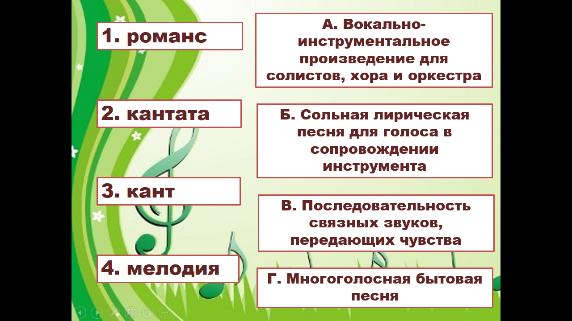 1. романс
А. Вокально-
инструментальное
произведение для
солистов, хора и оркестра
2. кантата
Б. Сольная лирическая
песня для голоса в
сопровождении
инструмента
3. кант
В. Последовательность
связных звуков,
передающих чувства
4. мелодия
Г. Многоголосная бытовая
песня